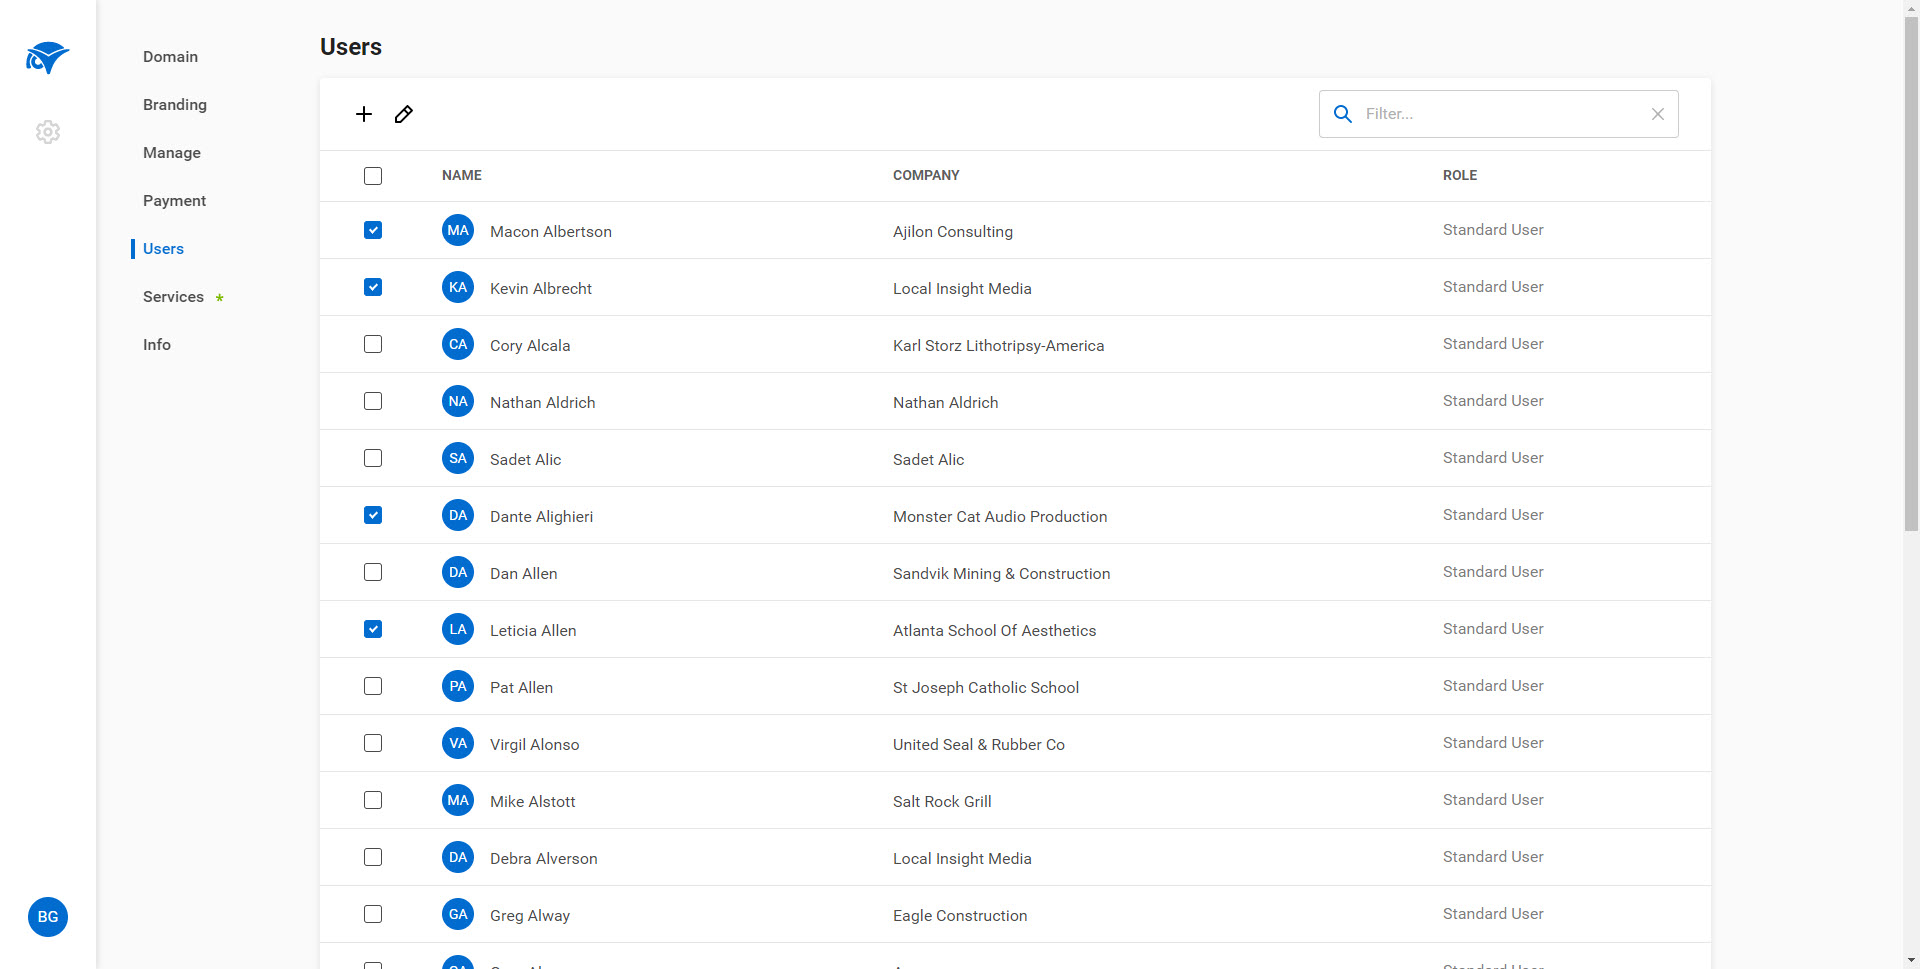 Domain
Branding
Manage
Payment
Users
Services *
Info
BG
Users
Filter...
NAME COMPANY ROLE
MA Macon Albertson Ajilon Consulting Standard User
KA Kevin Albrecht Local Insight Media Standard User
CA Cory Alcala Karl Storz Lithotripsy-America Standard User
NA Nathan Aldrich Nathan Aldrich Standard User
SA Sadet Alic Sadet Alic Standard User
DA Dante Alighieri Monster Cat Audio Production Standard User
DA Dan Allen Sandvik Mining & Construction Standard User
LA Leticia Allen Atlanta School Of Aesthetics Standard User
PA Pat Allen St Joseph Catholic School Standard User
VA Virgil Alonso United Seal & Rubber Co Standard User
MA Mike Alstott Salt Rock Grill Standard User
DA Debra Alverson Local Insight Media Standard User
GA Greg Alway Eagle Construction Standard User
Standard User